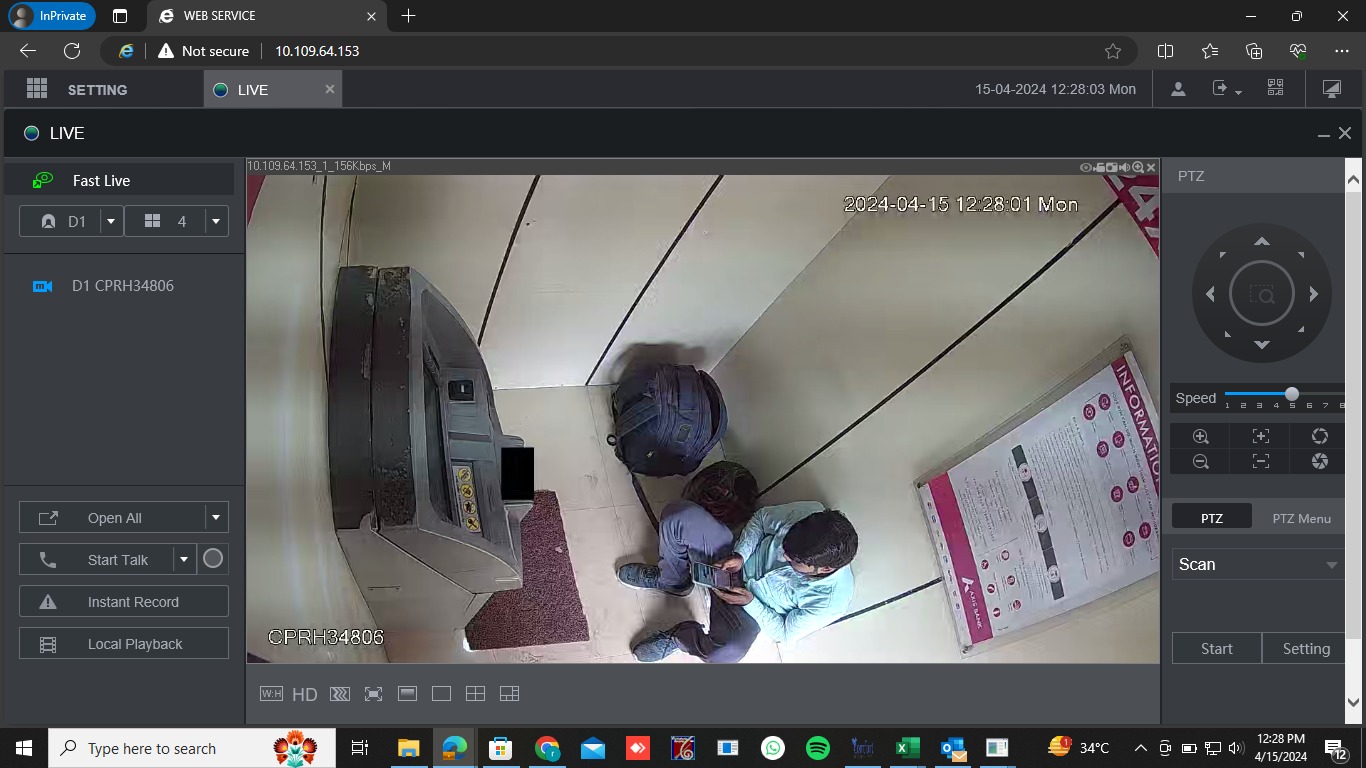 InPrivate
WEB SERVICE
Not secure
10.109.64.153
SETTING
LIVE
15-04-2024 12:28:03 Mon
LIVE
10.109.64.153_1_156Kbps_M
Fast Live
PTZ
2024-04-15 12:28:01 Mon
D1
4
D1 CPRH34806
INFORMATION
AXIS BANK
Speed
1 2 3 4 5 6 7 8
Open All
PTZ
PTZ Menu
Start Talk
Scan
Instant Record
CPRH34806
Local Playback
Start
Setting
W:H
HD
Type here to search
34°C
12:28 PM
4/15/2024
12